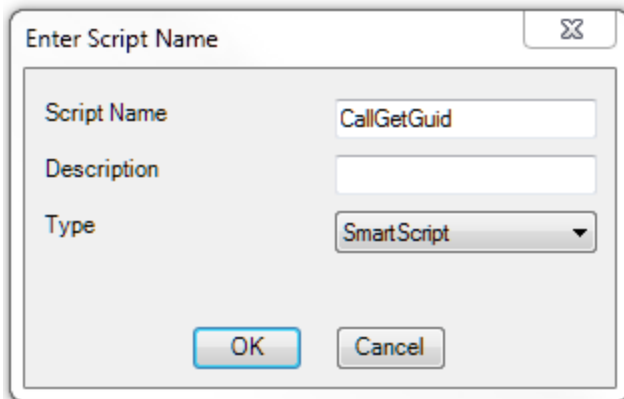 Enter Script Name
Script Name CallGetGuid
Description
Type SmartScript
OK Cancel